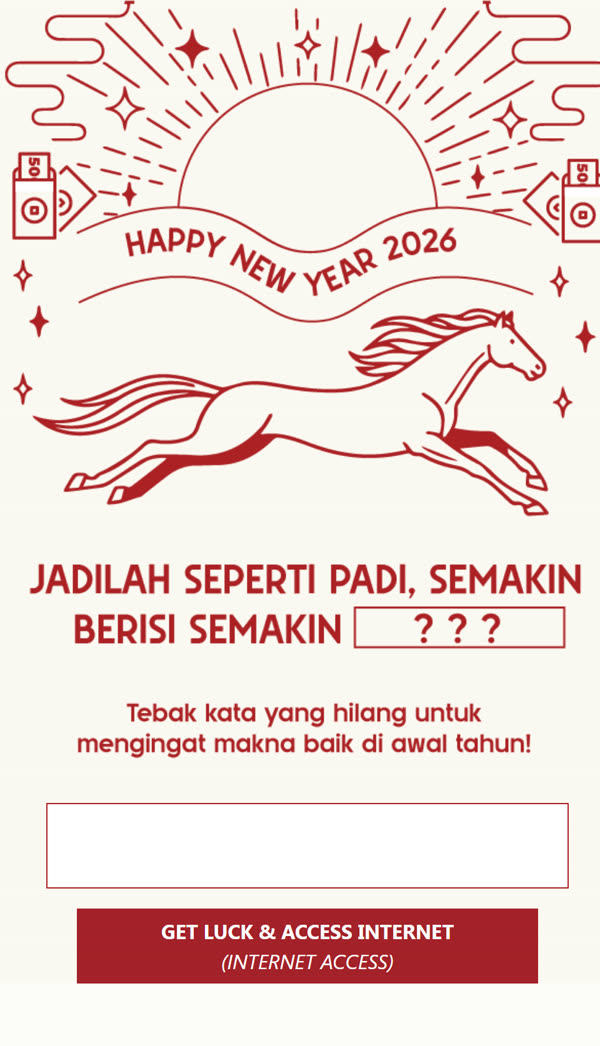 50
50
HAPPY NEW YEAR 2026
JADILAH SEPERTI PADI, SEMAKIN
BERISI SEMAKIN ? ? ?
Tebak kata yang hilang untuk
mengingat makna baik di awal tahun!
GET LUCK & ACCESS INTERNET
(INTERNET ACCESS)